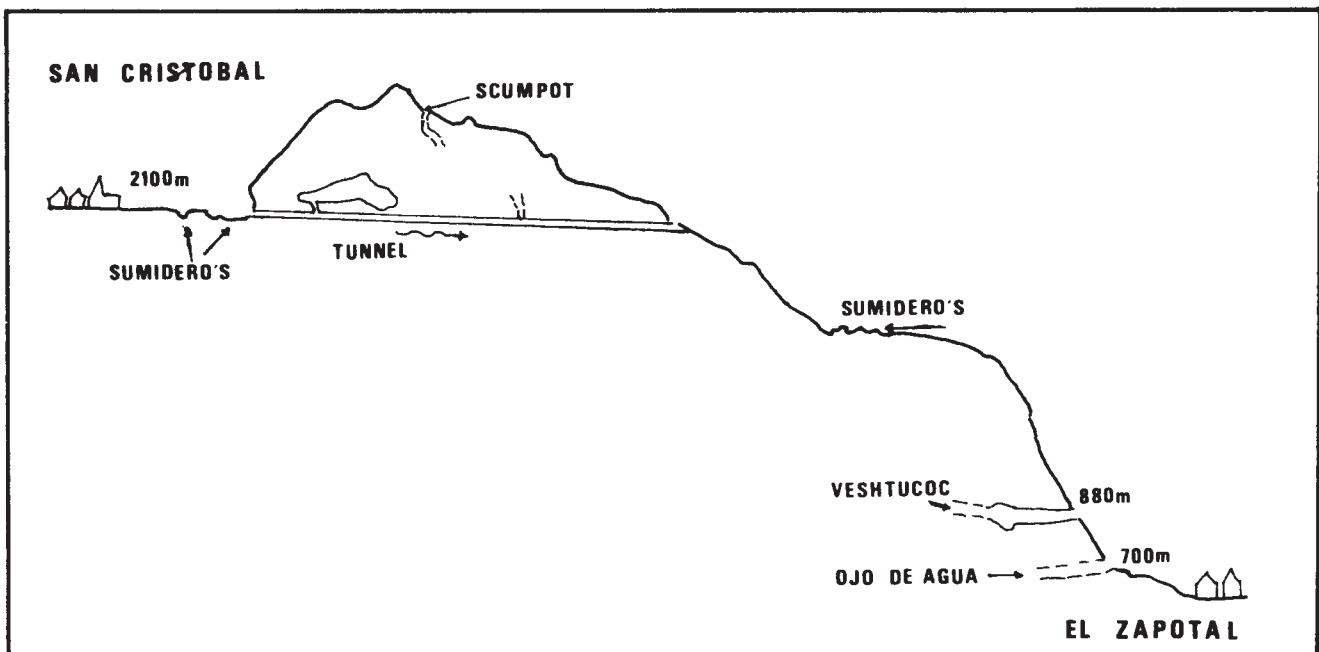 SAN CRISTOBAL
SCUMPOT
2100m
TUNNEL
SUMIDERO'S
SUMIDERO'S
VESHTUCOC
880m
700m
OJO DE AGUA
EL ZAPOTAL